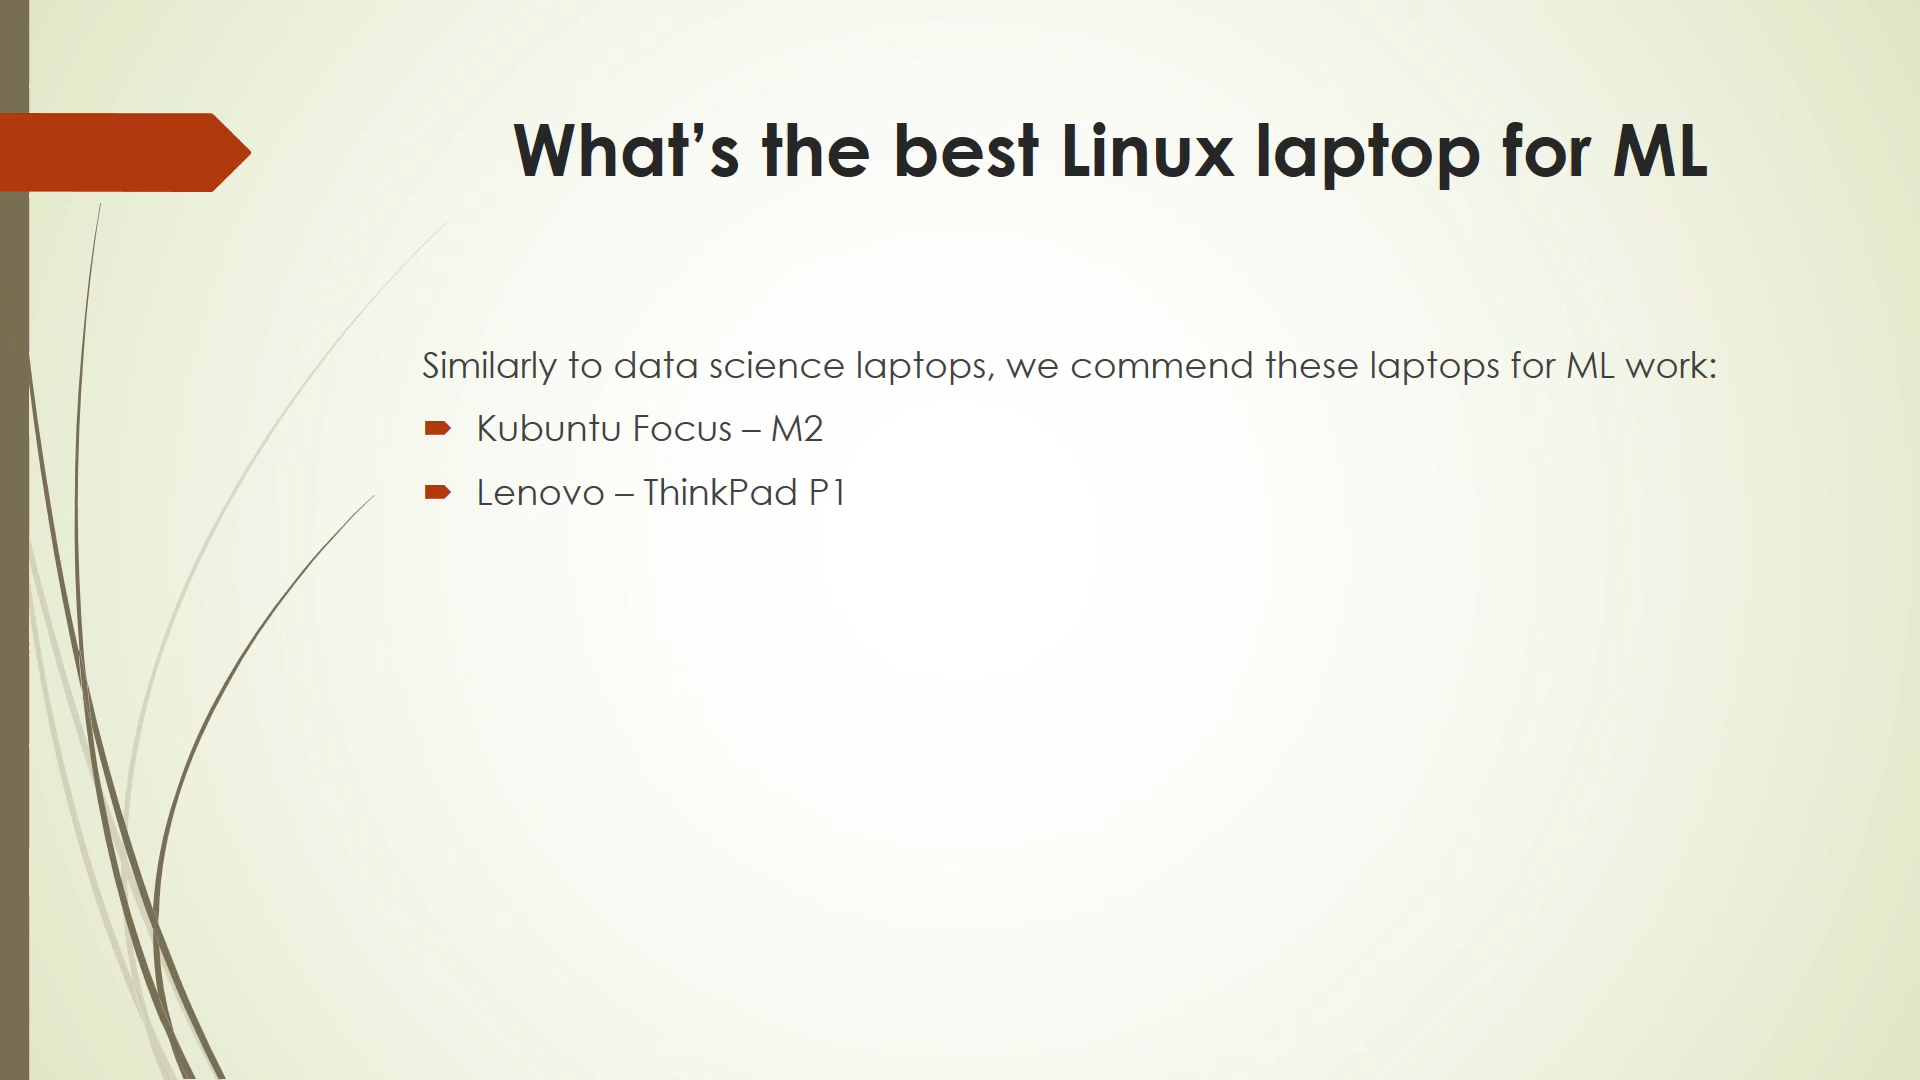 What’s the best Linux laptop for ML
Similarly to data science laptops, we commend these laptops for ML work:
Kubuntu Focus – M2
Lenovo – ThinkPad P1